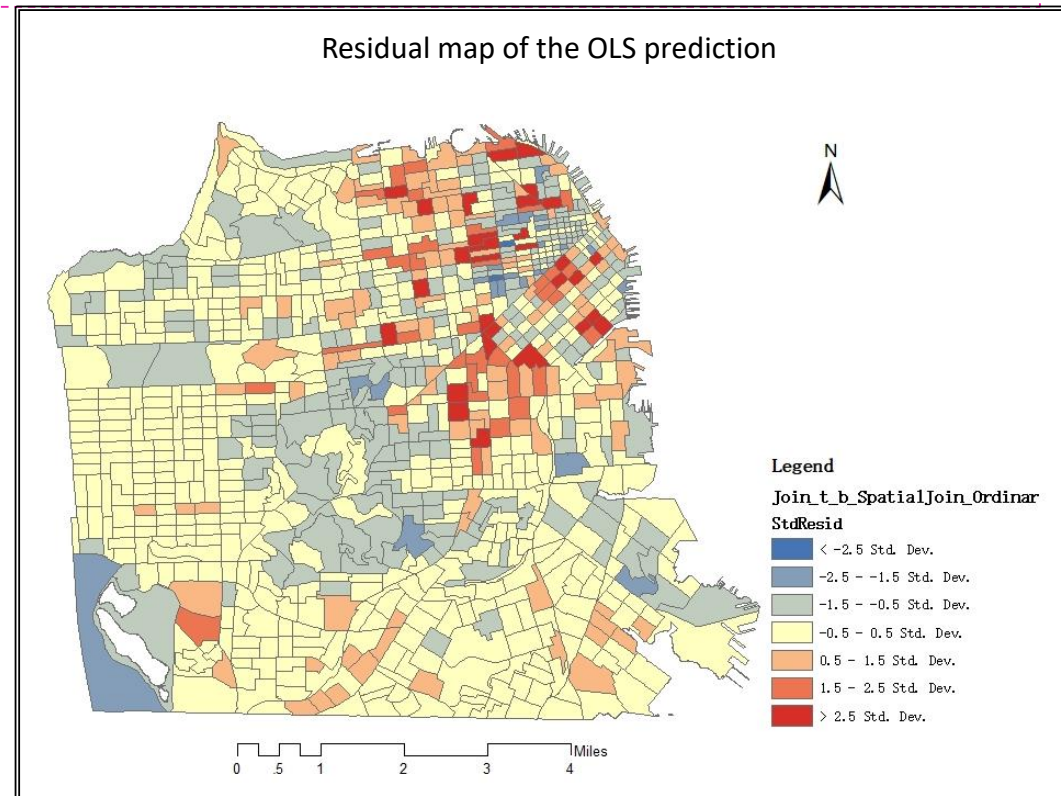 Residual map of the OLS prediction
N
Legend
Join_t_b_SpatialJoin_Ordinar
StdResid
< -2.5 Std. Dev.
-2.5 - -1.5 Std. Dev.
-1.5 - -0.5 Std. Dev.
-0.5 - 0.5 Std. Dev.
0.5 - 1.5 Std. Dev.
1.5 - 2.5 Std. Dev.
> 2.5 Std. Dev.
Miles
0 .5 1 2 3 4